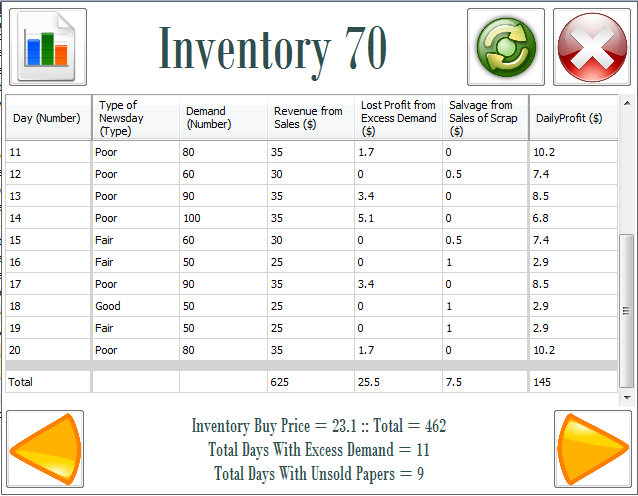 Inventory 70
Day (Number) Type of Newsday (Type) Demand (Number) Revenue from Sales ($) Lost Profit from Excess Demand ($) Salvage from Sales of Scrap ($) DailyProfit ($)
11 Poor 80 35 1.7 0 10.2
12 Poor 60 30 0 0.5 7.4
13 Poor 90 35 3.4 0 8.5
14 Poor 100 35 5.1 0 6.8
15 Fair 60 30 0 0.5 7.4
16 Fair 50 25 0 1 2.9
17 Poor 90 35 3.4 0 8.5
18 Good 50 25 0 1 2.9
19 Fair 50 25 0 1 2.9
20 Poor 80 35 1.7 0 10.2
Total 625 25.5 7.5 145
Inventory Buy Price = 23.1 :: Total = 462
Total Days With Excess Demand = 11
Total Days With Unsold Papers = 9